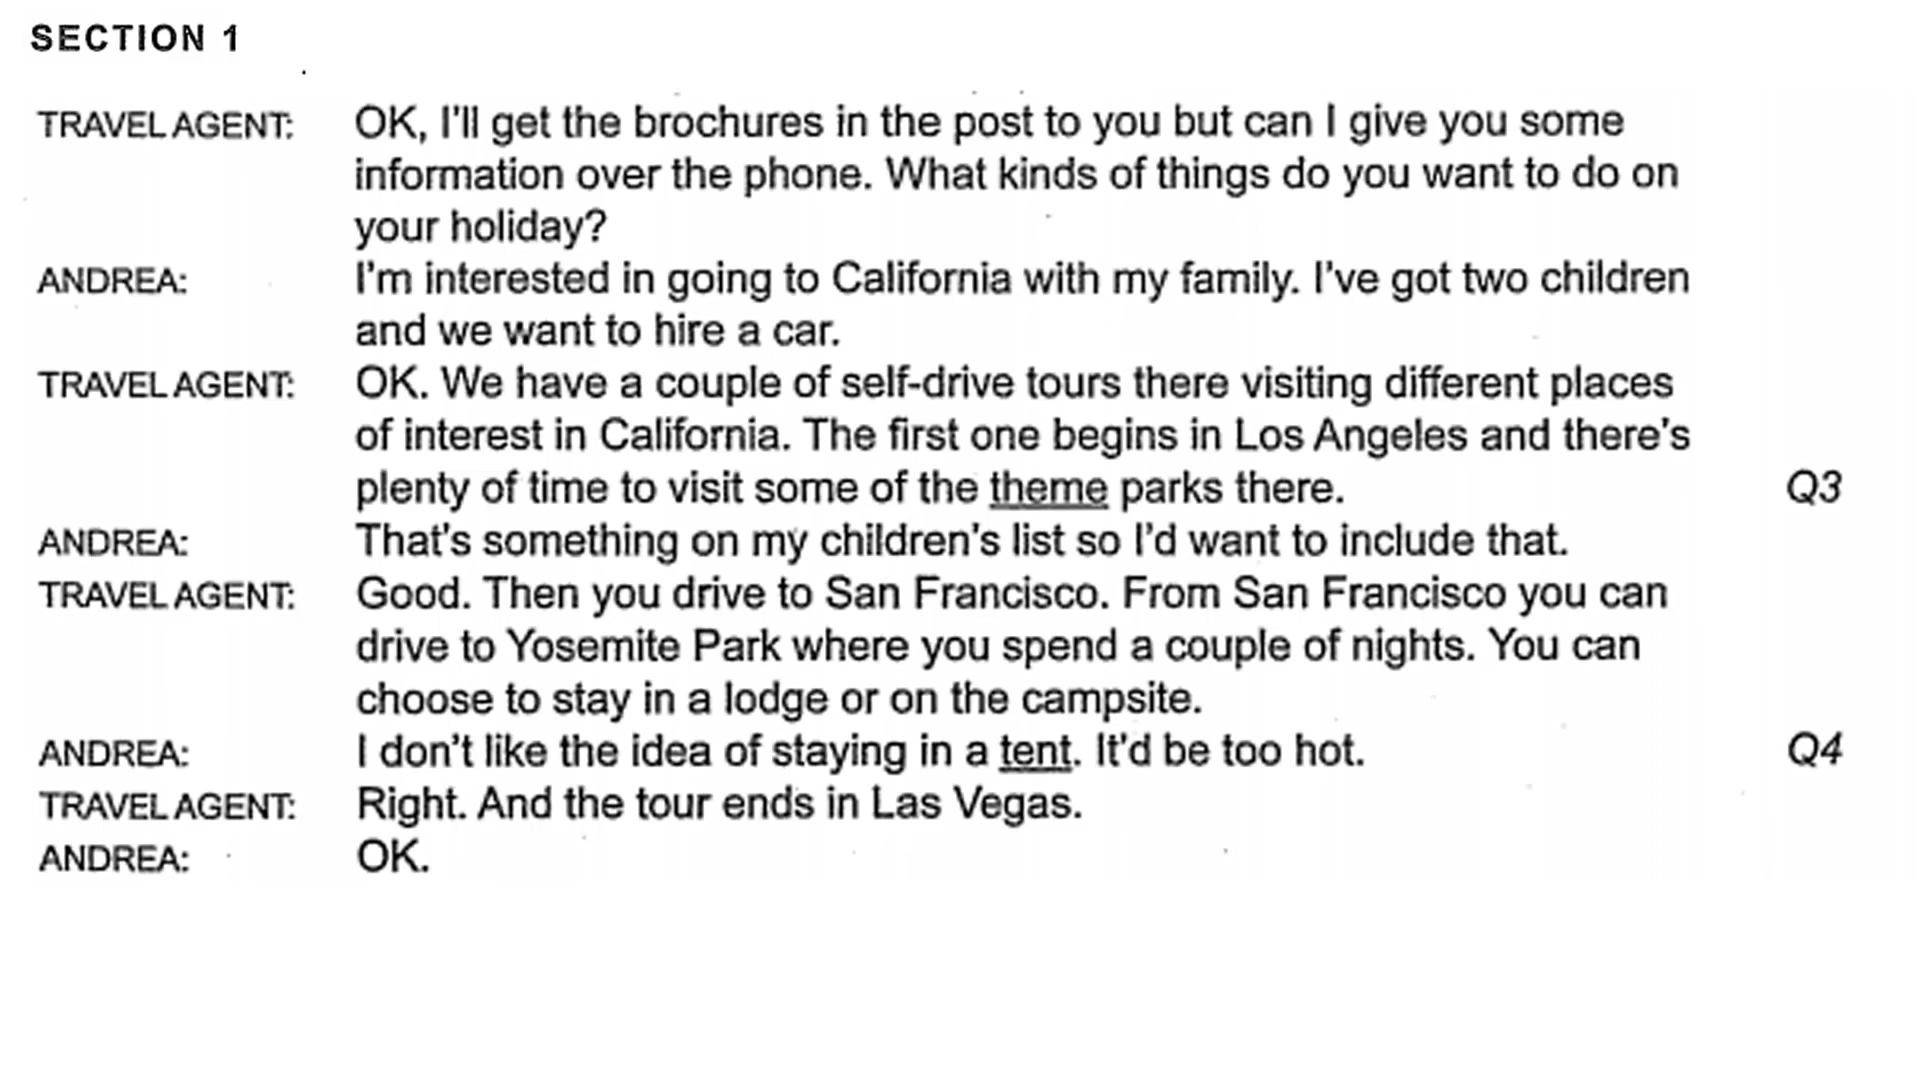 SECTION 1
TRAVEL AGENT: OK, I'll get the brochures in the post to you but can I give you some
information over the phone. What kinds of things do you want to do on
your holiday?
ANDREA: I'm interested in going to California with my family. I've got two children
and we want to hire a car.
TRAVEL AGENT: OK. We have a couple of self-drive tours there visiting different places
of interest in California. The first one begins in Los Angeles and there's
plenty of time to visit some of the theme parks there. Q3
ANDREA: That's something on my children's list so I'd want to include that.
TRAVEL AGENT: Good. Then you drive to San Francisco. From San Francisco you can
drive to Yosemite Park where you spend a couple of nights. You can
choose to stay in a lodge or on the campsite.
ANDREA: I don't like the idea of staying in a tent. It'd be too hot. Q4
TRAVEL AGENT: Right. And the tour ends in Las Vegas.
ANDREA: OK.